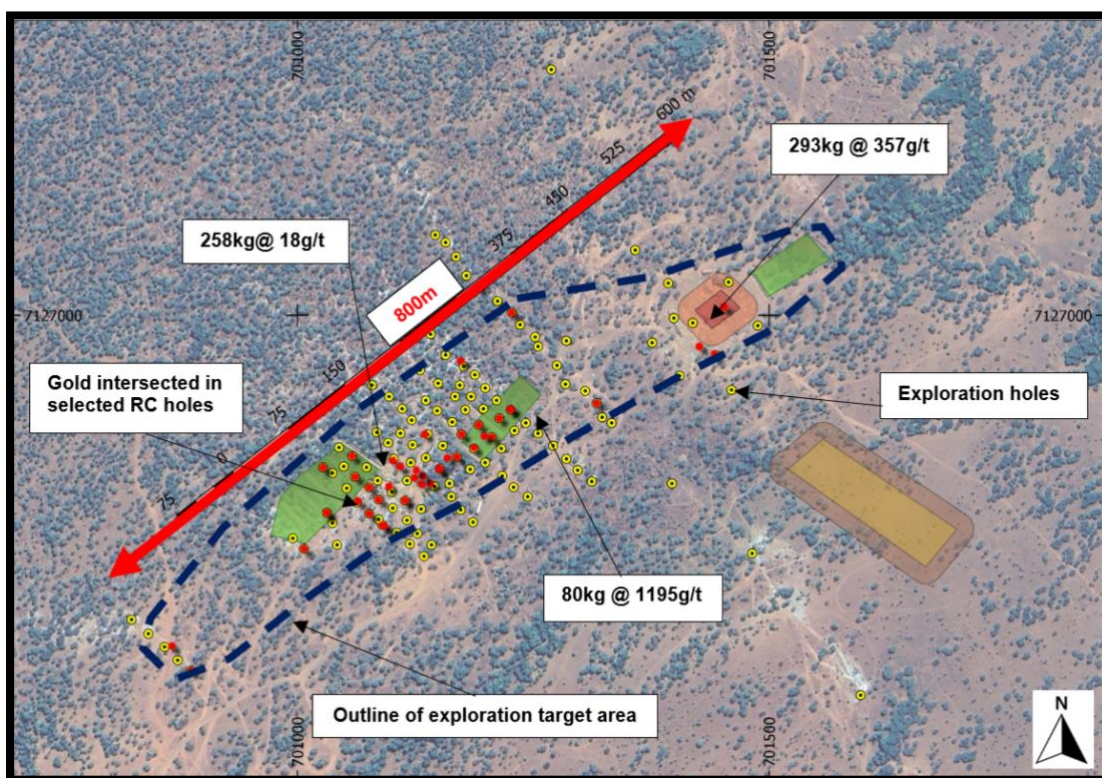 701000
701500
600 m
525
450
375
293kg @ 357g/t
258kg@ 18g/t
800m
7127000
7127000
150
75
0
75
Gold intersected in
selected RC holes
Exploration holes
80kg @ 1195g/t
Outline of exploration target area
701000
701500
N